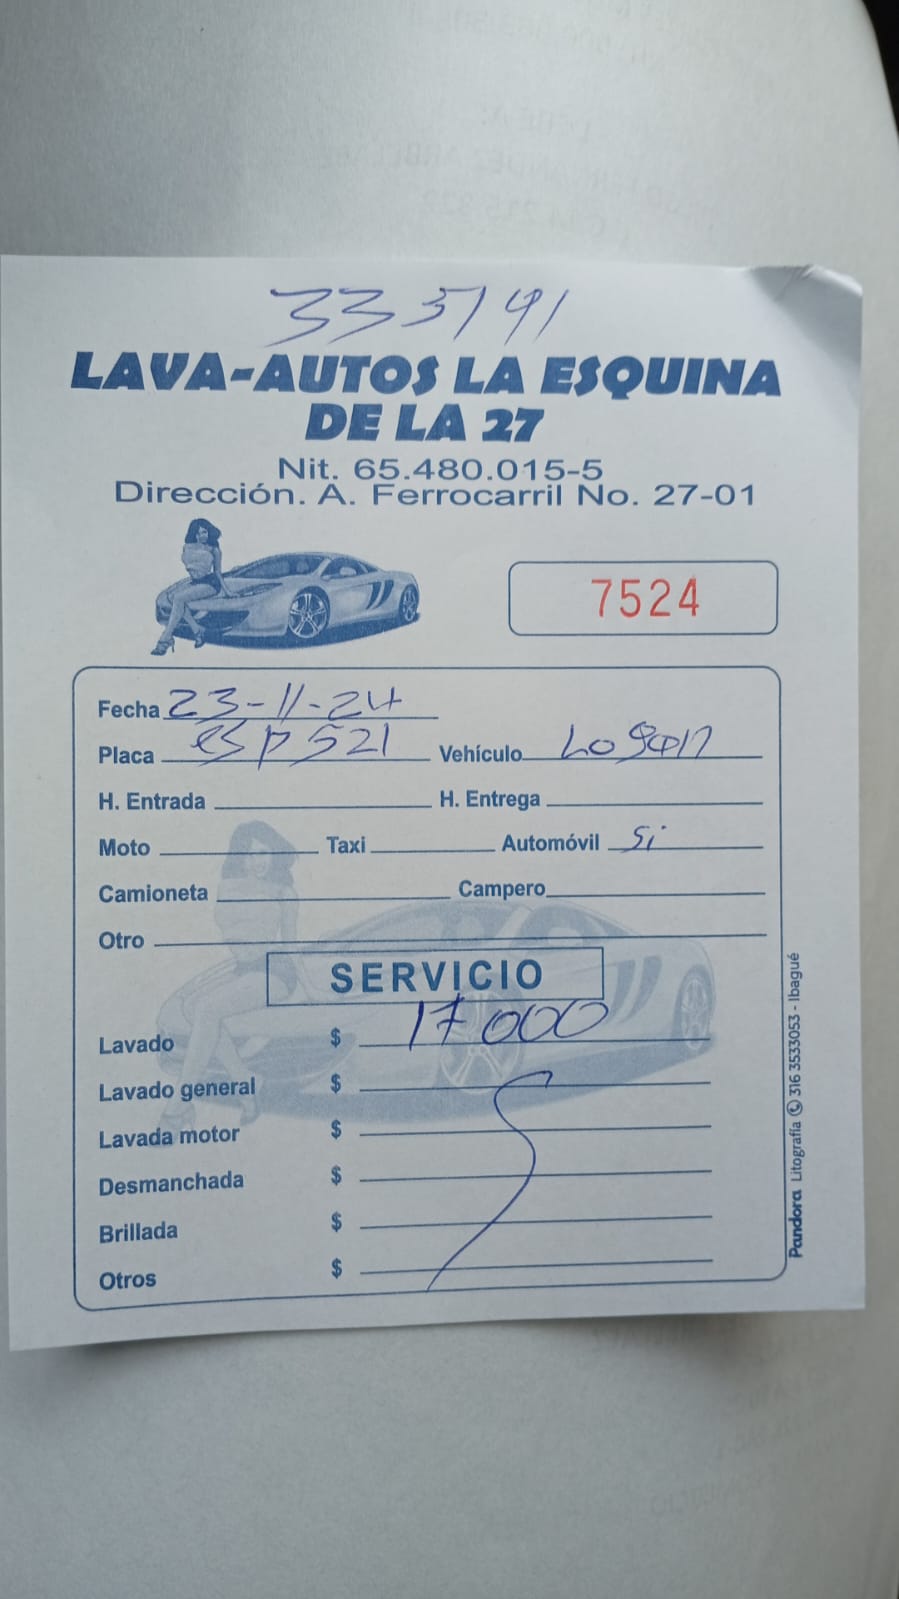 335191
LAVA-AUTOS LA ESQUINA
DE LA 27
Nit. 65.480.015-5
Dirección. A. Ferrocarril No. 27-01
7524
Fecha 23-11-24
Placa esp521 Vehículo Logan
H. Entrada H. Entrega
Moto Taxi Automóvil Si
Camioneta Campero
Otro
SERVICIO
Lavado $ 17000
Lavado general $
Lavada motor $
Desmanchada $
Brillada $
Otros $
Pandora Litografía 316 3533053 - Ibagué